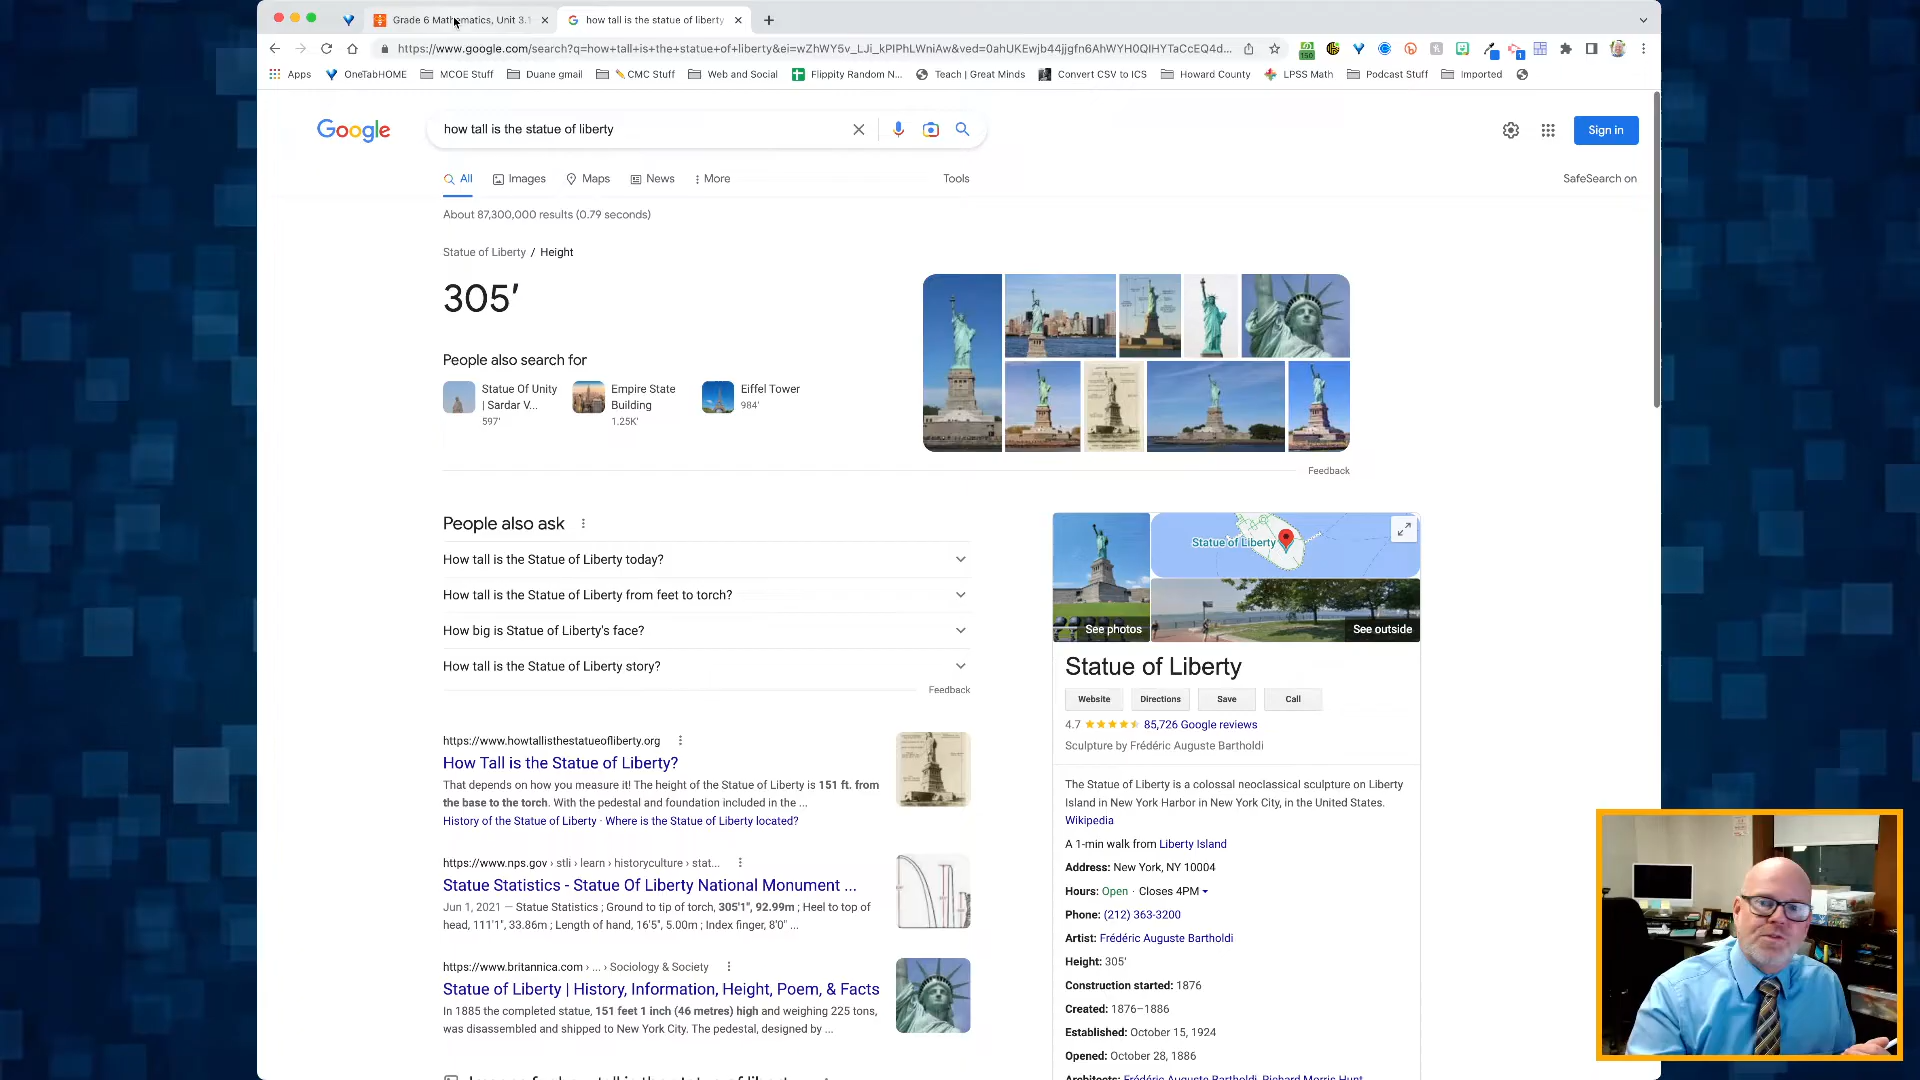 Grade 6 Mathematics, Unit 3.1
how tall is the statue of liberty
https://www.google.com/search?q=how+tall+is+the+statue+of+liberty&ei=wZhWY5v_LJi_kPIPhLWniAw&ved=0ahUKEwjb44jgfn6AhWYH0QIHYTaCcEQ4d...
Apps
OneTabHOME
MCOE Stuff
Duane gmail
CMC Stuff
Web and Social
Flippity Random N...
Teach | Great Minds
Convert CSV to ICS
Howard County
LPSS Math
Podcast Stuff
Imported
Google
how tall is the statue of liberty
Sign in
All
Images
Maps
News
More
Tools
SafeSearch on
About 87,300,000 results (0.79 seconds)
Statue of Liberty / Height
305′
People also search for
Statue Of Unity
| Sardar V...
597'
Empire State
Building
1.25K'
Eiffel Tower
984'
Feedback
People also ask
How tall is the Statue of Liberty today?
How tall is the Statue of Liberty from feet to torch?
How big is Statue of Liberty's face?
How tall is the Statue of Liberty story?
Feedback
https://www.howtallisthestatueofliberty.org
How Tall is the Statue of Liberty?
That depends on how you measure it! The height of the Statue of Liberty is 151 ft. from
the base to the torch. With the pedestal and foundation included in the ...
History of the Statue of Liberty · Where is the Statue of Liberty located?
https://www.nps.gov › stli › learn › historyculture › stat...
Statue Statistics - Statue Of Liberty National Monument ...
Jun 1, 2021 — Statue Statistics ; Ground to tip of torch, 305'1", 92.99m ; Heel to top of
head, 111'1", 33.86m ; Length of hand, 16'5", 5.00m ; Index finger, 8'0" ...
https://www.britannica.com › ... › Sociology & Society
Statue of Liberty | History, Information, Height, Poem, & Facts
In 1885 the completed statue, 151 feet 1 inch (46 metres) high and weighing 225 tons,
was disassembled and shipped to New York City. The pedestal, designed by ...
Statue of Liberty
See photos
See outside
Statue of Liberty
Website
Directions
Save
Call
4.7
85,726 Google reviews
Sculpture by Frédéric Auguste Bartholdi
The Statue of Liberty is a colossal neoclassical sculpture on Liberty
Island in New York Harbor in New York City, in the United States.
Wikipedia
A 1-min walk from Liberty Island
Address: New York, NY 10004
Hours: Open · Closes 4PM
Phone: (212) 363-3200
Artist: Frédéric Auguste Bartholdi
Height: 305'
Construction started: 1876
Created: 1876–1886
Established: October 15, 1924
Opened: October 28, 1886
Architects: Frédéric Auguste Bartholdi, Richard Morris Hunt